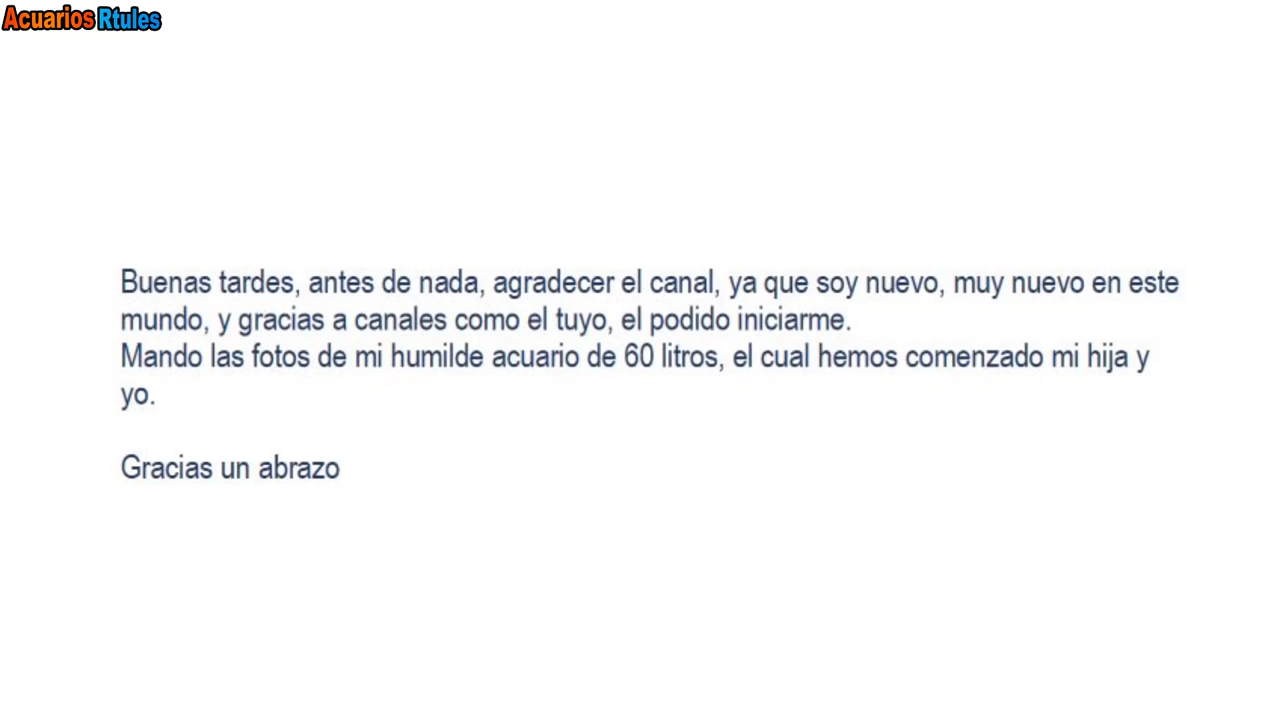 Acuarios Rtules
Buenas tardes, antes de nada, agradecer el canal, ya que soy nuevo, muy nuevo en este
mundo, y gracias a canales como el tuyo, el podido iniciarme.
Mando las fotos de mi humilde acuario de 60 litros, el cual hemos comenzado mi hija y
yo.
Gracias un abrazo